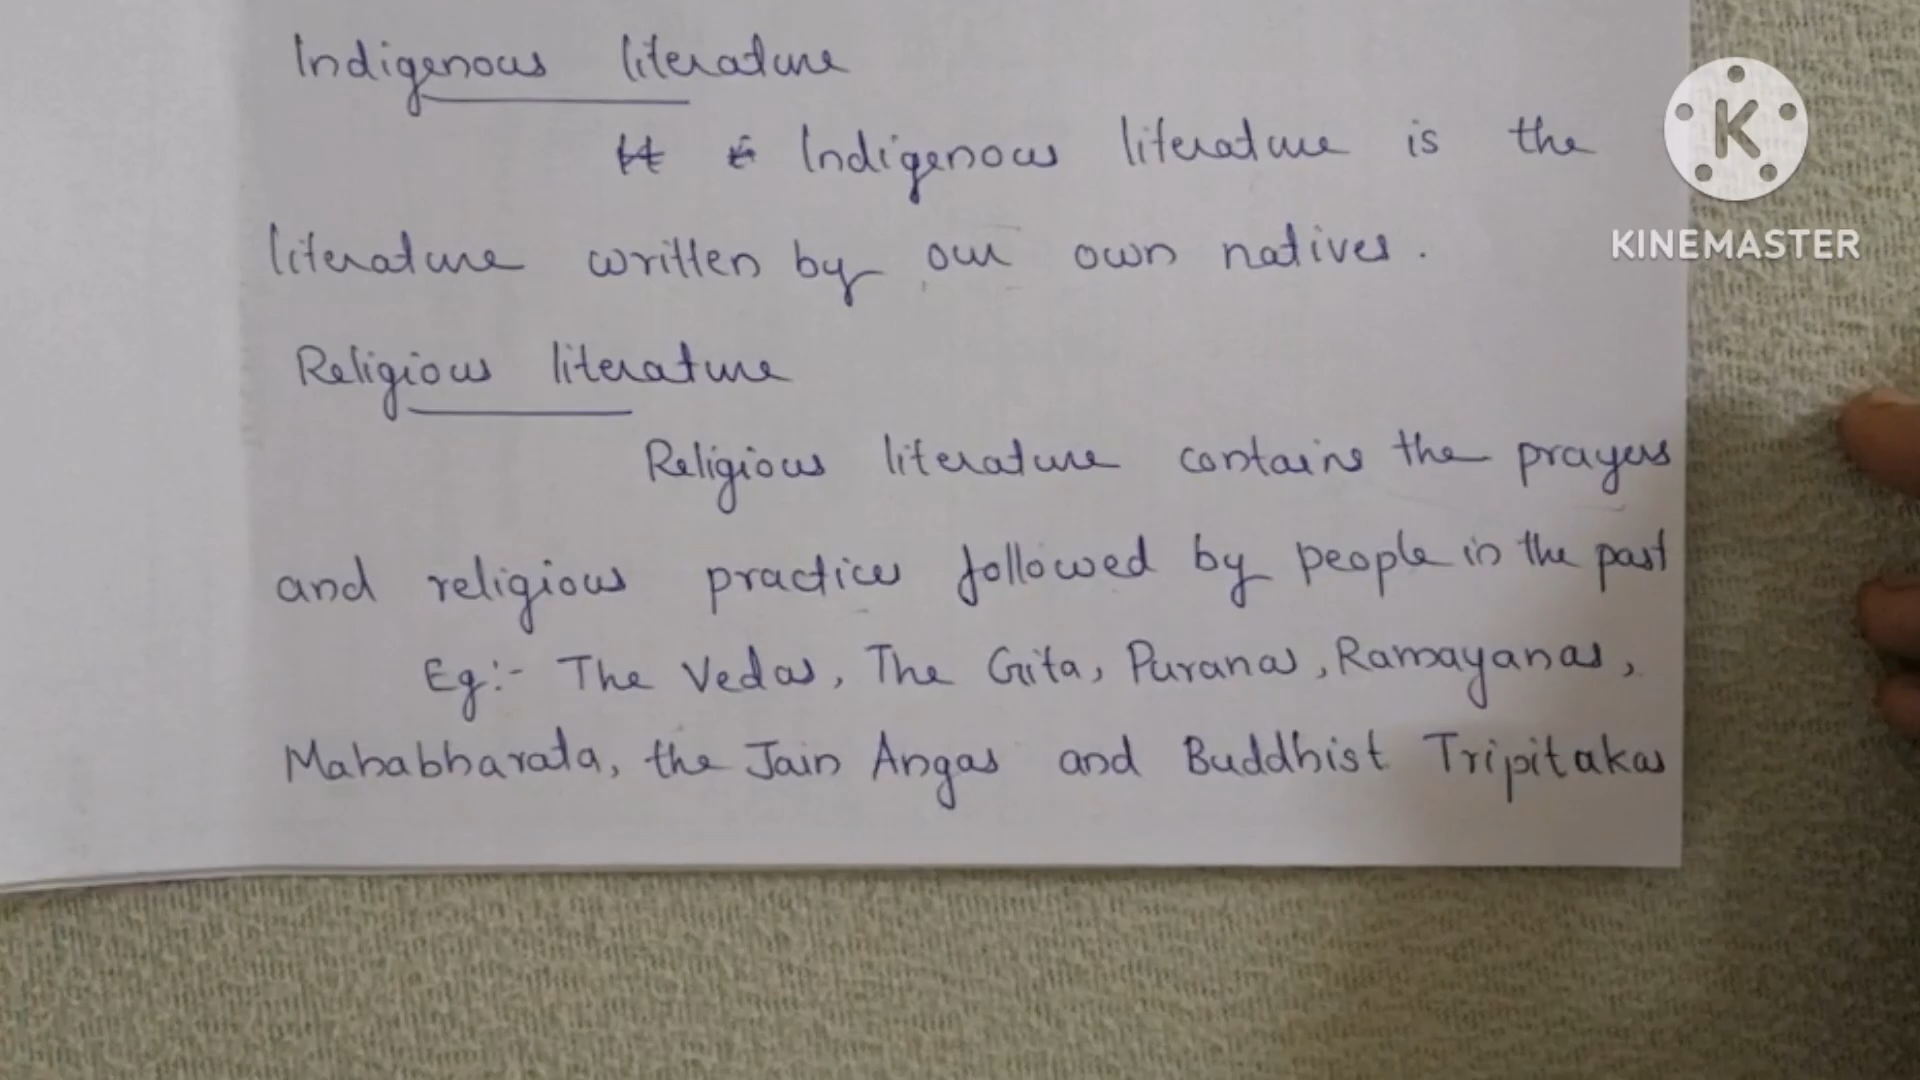 Indigenous literature
Indigenous literature is the
literature written by our own natives.
Religious literature
Religious literature contains the prayers
and religious practices followed by people in the past
Eg:- The Vedas, The Gita, Puranas, Ramayanas,
Mahabharata, the Jain Angas and Buddhist Tripitakas
K
KINEMASTER